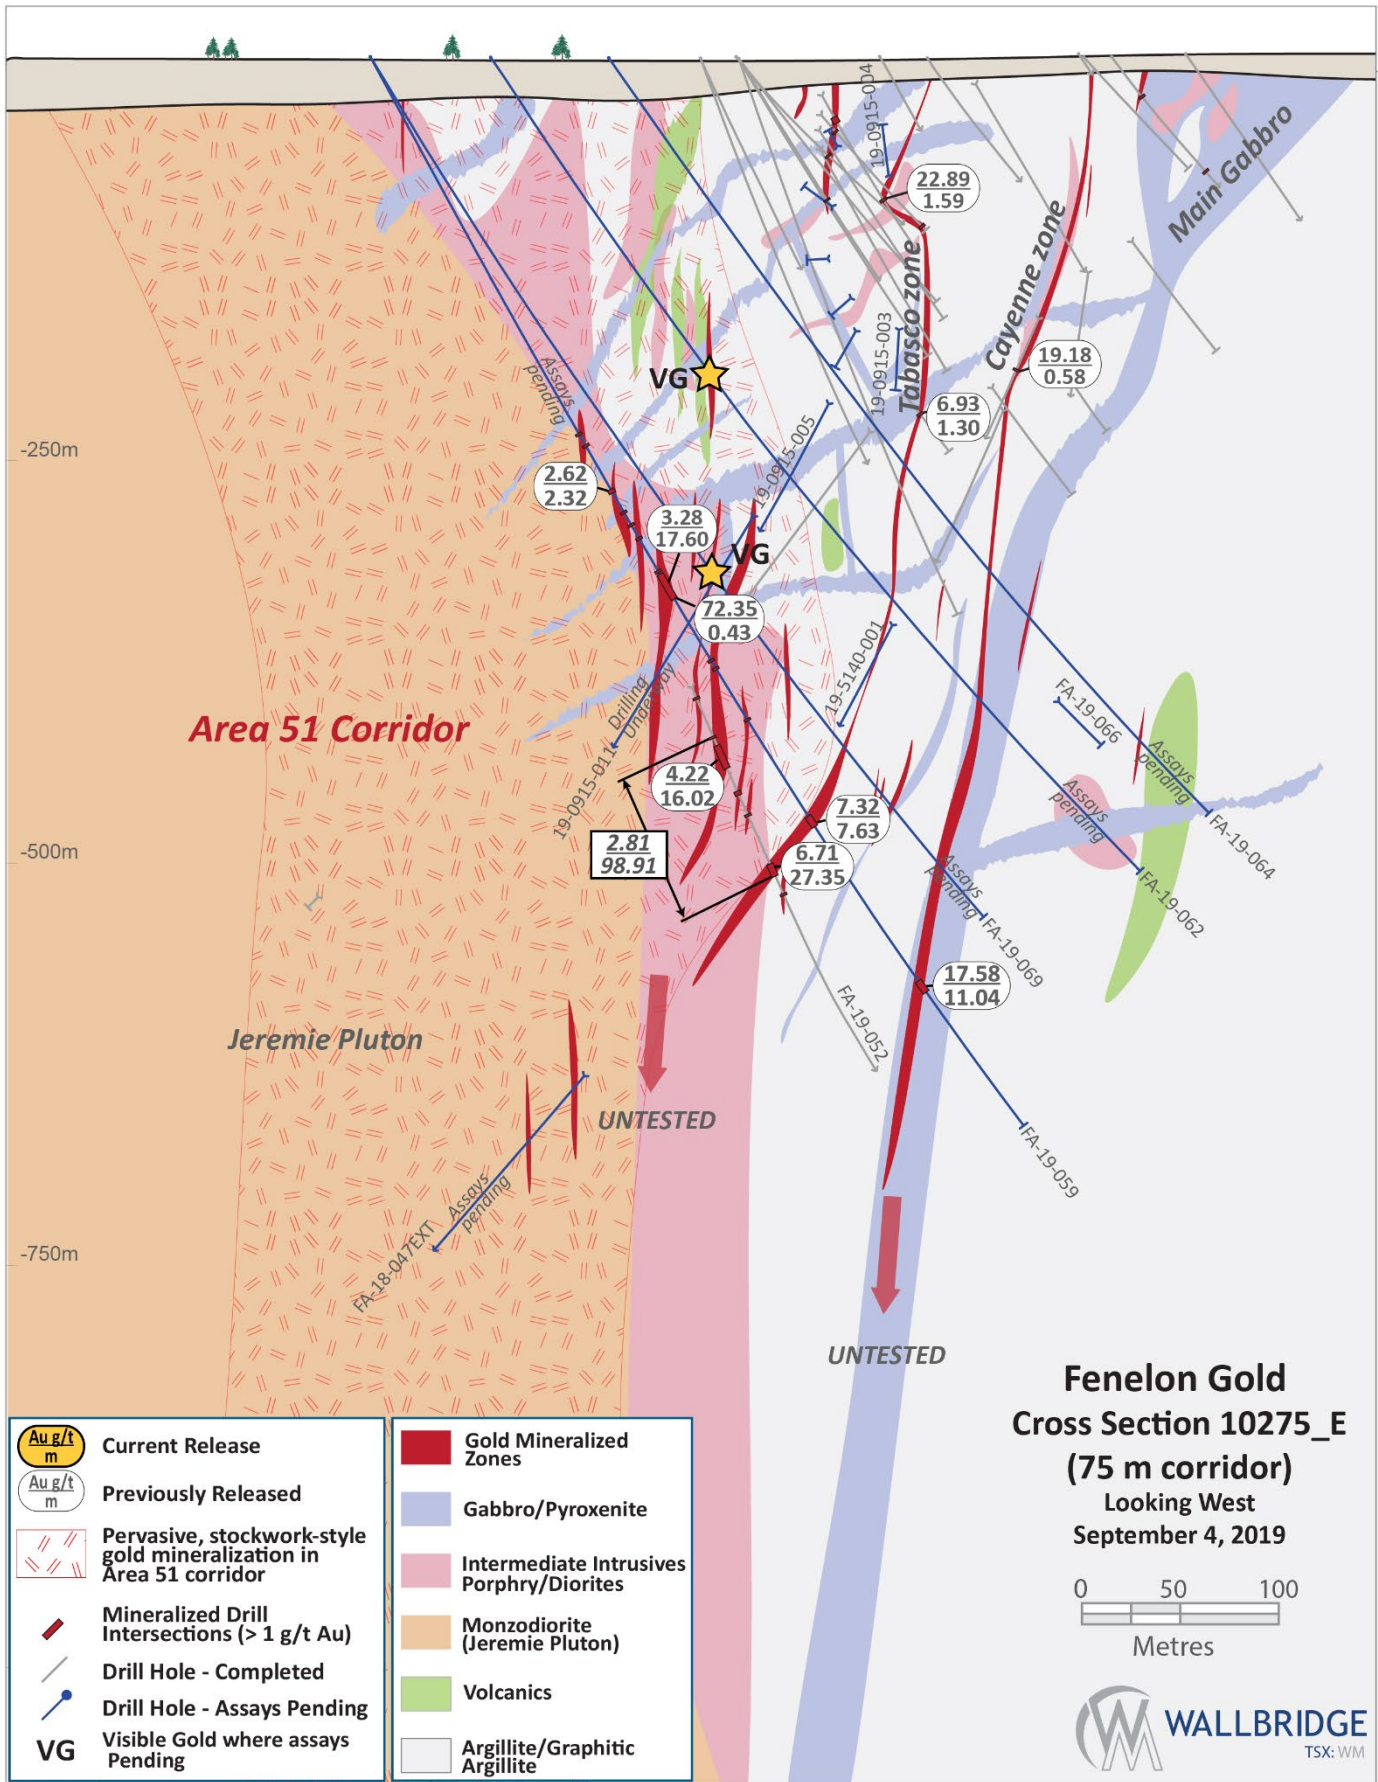 19-0915-004
22.89
1.59
Main Gabbro
Tabasco zone
Cayenne zone
19-0915-003
19.18
0.58
VG
Assays
pending
6.93
1.30
-250m
19-0915-005
2.62
2.32
3.28
17.60
VG
72.35
0.43
19-5140-001
Drilling
Underway
19-0915-011
Area 51 Corridor
FA-19-066
Assays
pending
FA-19-064
4.22
16.02
Assays
pending
FA-19-062
7.32
7.63
-500m
2.81
98.91
6.71
27.35
Assays
pending
FA-19-069
17.58
11.04
FA-19-052
Jeremie Pluton
UNTESTED
FA-19-059
Assays
pending
FA-18-047EXT
-750m
UNTESTED
Fenelon Gold
Cross Section 10275_E
(75 m corridor)
Looking West
September 4, 2019
0 50 100
Metres
WALLBRIDGE
TSX: WM
Au g/t
m
Current Release
Au g/t
m
Previously Released
Pervasive, stockwork-style
gold mineralization in
Area 51 corridor
Mineralized Drill
Intersections (> 1 g/t Au)
Drill Hole - Completed
Drill Hole - Assays Pending
VG
Visible Gold where assays
Pending
Gold Mineralized
Zones
Gabbro/Pyroxenite
Intermediate Intrusives
Porphry/Diorites
Monzodiorite
(Jeremie Pluton)
Volcanics
Argillite/Graphitic
Argillite